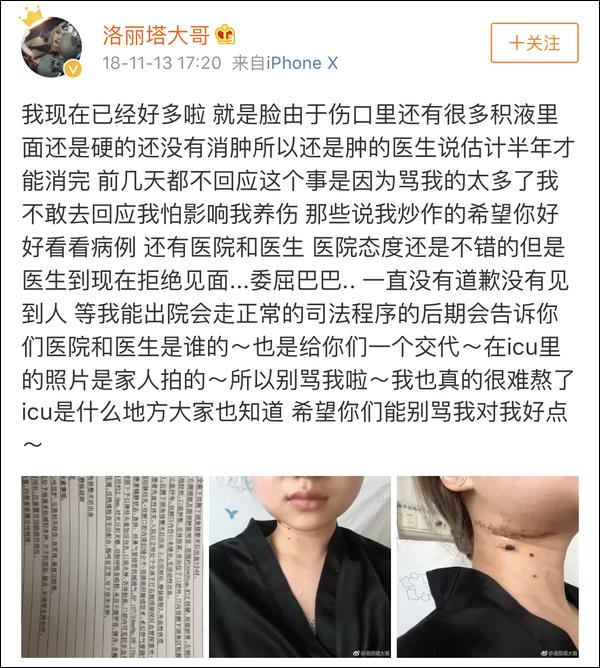 洛丽塔大哥
18-11-13 17:20 来自iPhone X
＋关注
我现在已经好多啦 就是脸由于伤口里还有很多积液里
面还是硬的还没有消肿所以还是肿的医生说估计半年才
能消完 前几天都不回应这个事是因为骂我的太多了我
不敢去回应我怕影响我养伤 那些说我炒作的希望你好
好看看病例 还有医院和医生 医院态度还是不错的但是
医生到现在拒绝见面...委屈巴巴.. 一直没有道歉没有见
到人 等我能出院会走正常的司法程序的后期会告诉你
们医院和医生是谁的～也是给你们一个交代～在icu里
的照片是家人拍的～所以别骂我啦～我也真的很难熬了
icu是什么地方大家也知道 希望你们能别骂我对我好点
～
@洛丽塔大哥
@洛丽塔大哥